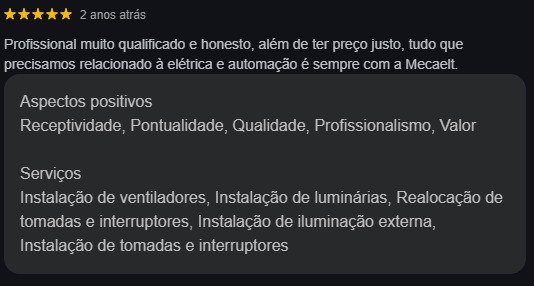 2 anos atrás
Profissional muito qualificado e honesto, além de ter preço justo, tudo que
precisamos relacionado à elétrica e automação é sempre com a Mecaelt.
Aspectos positivos
Receptividade, Pontualidade, Qualidade, Profissionalismo, Valor
Serviços
Instalação de ventiladores, Instalação de luminárias, Realocação de
tomadas e interruptores, Instalação de iluminação externa,
Instalação de tomadas e interruptores